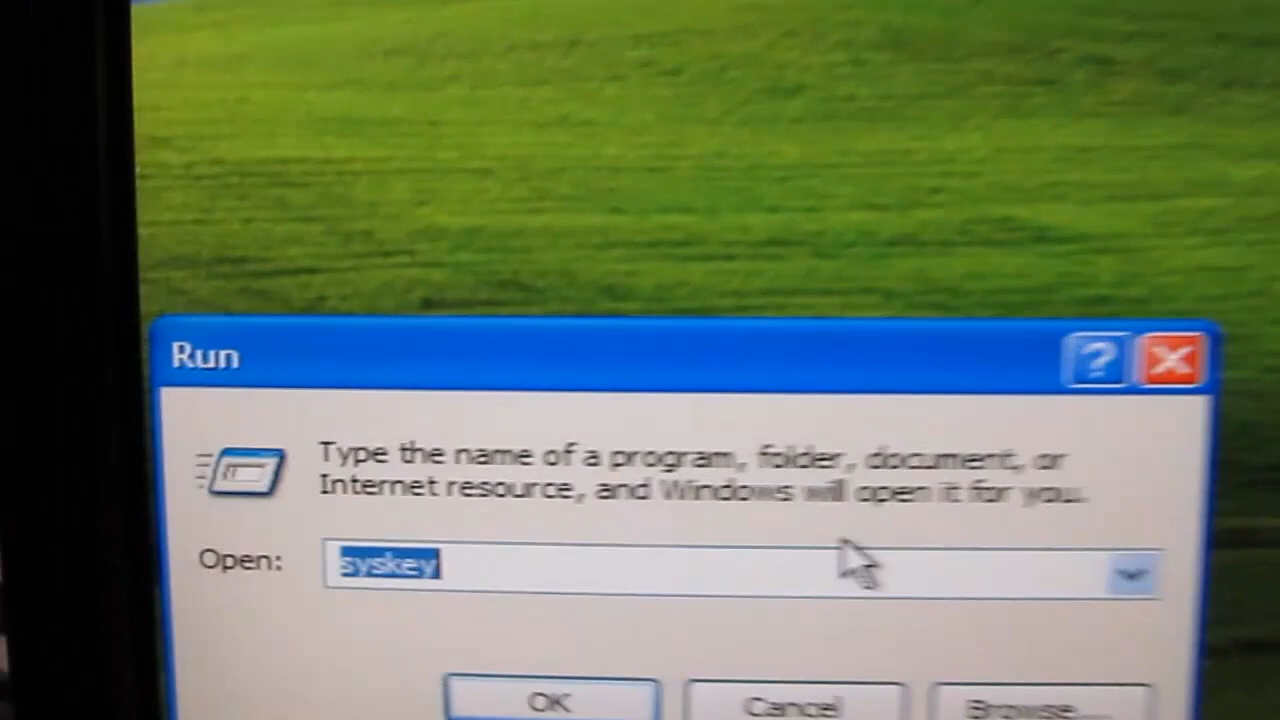 Run
Type the name of a program, folder, document, or
Internet resource, and Windows will open it for you.
Open:
syskey
OK
Cancel
Browse...